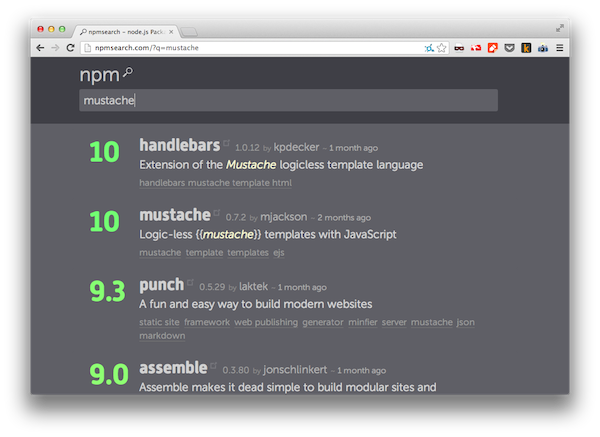 npmsearch – node.js Pack
npmsearch.com/?q=mustache
npm
mustache
10
handlebars 1.0.12 by kpdecker – 1 month ago
Extension of the Mustache logicless template language
handlebars mustache template html
10
mustache 0.7.2 by mjackson – 2 months ago
Logic-less {{mustache}} templates with JavaScript
mustache template templates ejs
9.3
punch 0.5.29 by laktek – 1 month ago
A fun and easy way to build modern websites
static site framework web publishing generator minfier server mustache json
markdown
9.0
assemble 0.3.80 by jonschlinkert – 1 month ago
Assemble makes it dead simple to build modular sites and